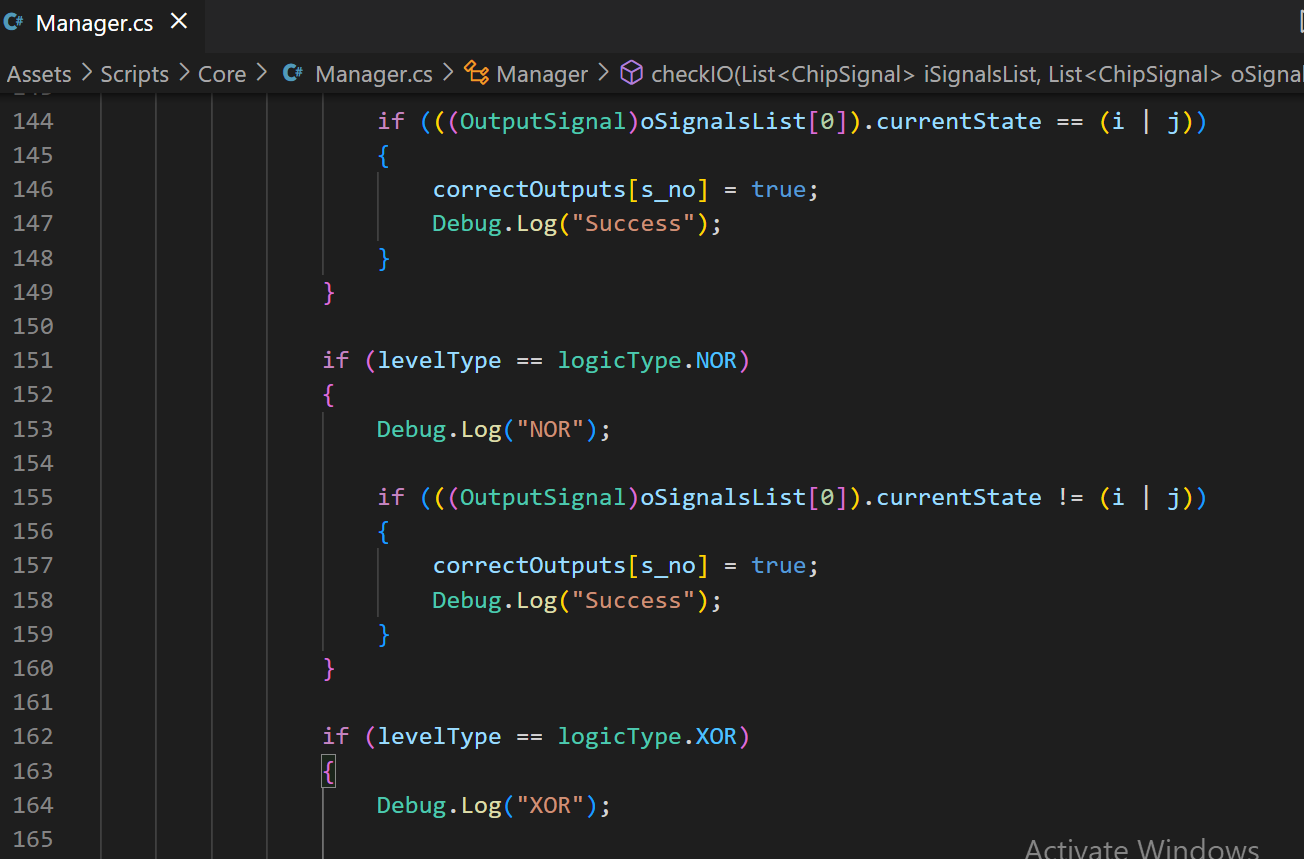 C# Manager.cs ×
Assets > Scripts > Core > C# Manager.cs > Manager > checkIO(List<ChipSignal> iSignalsList, List<ChipSignal> oSignal
144 if (((OutputSignal)oSignalsList[0]).currentState == (i | j))
145 {
146 correctOutputs[s_no] = true;
147 Debug.Log("Success");
148 }
149 }
150
151 if (levelType == logicType.NOR)
152 {
153 Debug.Log("NOR");
154
155 if (((OutputSignal)oSignalsList[0]).currentState != (i | j))
156 {
157 correctOutputs[s_no] = true;
158 Debug.Log("Success");
159 }
160 }
161
162 if (levelType == logicType.XOR)
163 {
164 Debug.Log("XOR");
165
Activate Windows